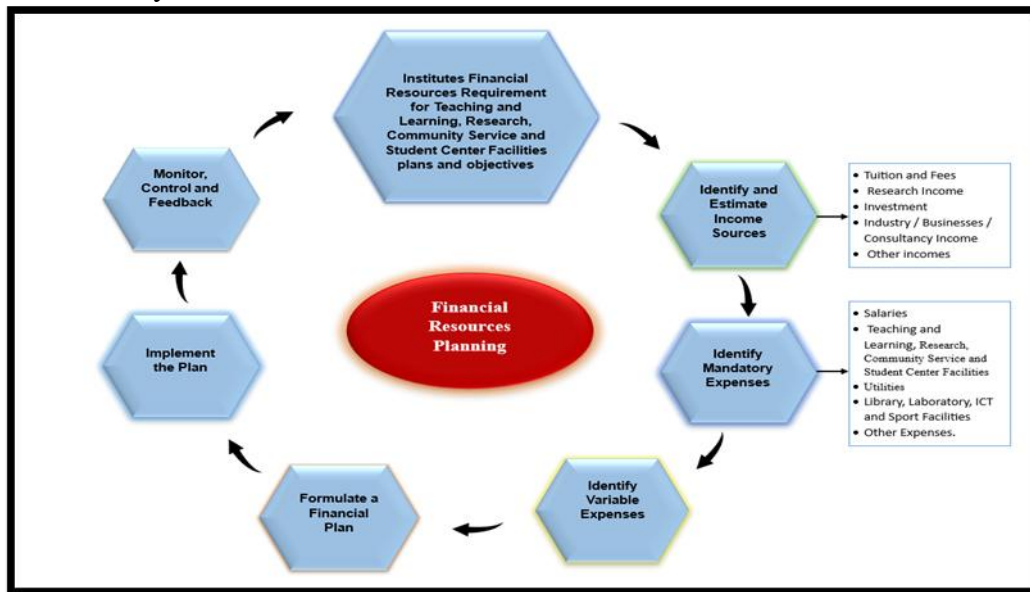 Institutes Financial
Resources Requirement
for Teaching and
Learning, Research,
Community Service and
Student Center Facilities
plans and objectives
Identify and
Estimate
Income
Sources
• Tuition and Fees
• Research Income
• Investment
• Industry / Businesses /
Consultancy Income
• Other incomes
Identify
Mandatory
Expenses
• Salaries
• Teaching and
Learning, Research,
Community Service and
Student Center Facilities
• Utilities
• Library, Laboratory, ICT
and Sport Facilities
• Other Expenses.
Identify
Variable
Expenses
Formulate a
Financial
Plan
Implement
the Plan
Monitor,
Control and
Feedback
Financial
Resources
Planning